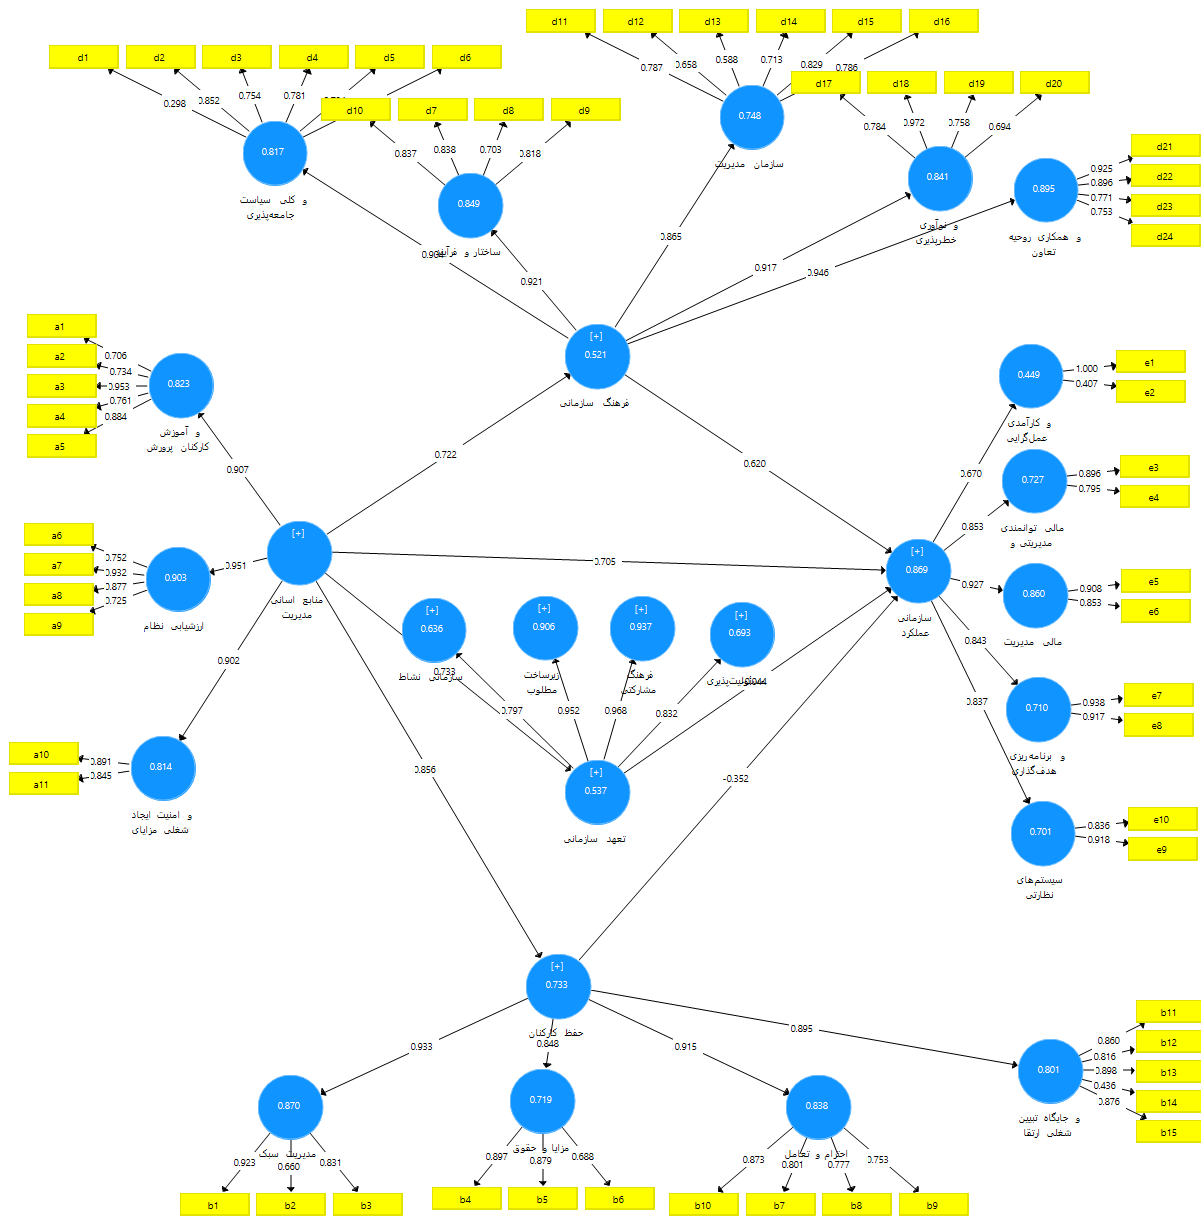 d11 d12 d13 d14 d15 d16
d1 d2 d3 d4 d5 d6
0.787 0.658 0.588 0.713 0.829 0.786
d17 d18 d19 d20
0.298 0.852 0.754 0.781
d10 d7 d8 d9
0.748
0.784 0.972 0.758 0.694
0.817
0.837 0.838 0.703 0.818
سازمان مدیریت
d21
d22
d23
d24
0.925
0.896
0.771
0.753
0.841
0.895
و کلی سیاست
جامعه‌پذیری
0.849
ساختار و فرآیند
و نوآوری
خطرپذیری
و همکاری روحیه
تعاون
0.904
0.921
0.865
0.917
0.946
[+]
0.521
فرهنگ سازمانی
a1
a2
a3
a4
a5
0.706
0.734
0.953
0.761
0.884
0.823
و آموزش
کارکنان پرورش
0.907
0.722
0.620
0.449
1.000
0.407
e1
e2
و کارآمدی
عمل‌گرایی
0.670
0.727
0.896
0.795
e3
e4
مالی توانمندی
مدیریتی و
0.853
a6
a7
a8
a9
0.752
0.932
0.877
0.725
0.903
ارزشیابی نظام
0.951
[+]
منابع اسانی
مدیریت
0.705
[+]
0.869
سازمانی
عملکرد
0.927
0.860
0.908
0.853
e5
e6
مالی مدیریت
[+]
0.636
سازمانی نشاط
[+]
0.906
زیرساخت
مطلوب
[+]
0.937
فرهنگ
مشارکتی
[+]
0.693
مسئولیت‌پذیری
0.733
0.797
0.952
0.968
0.832
0.902
0.856
-0.352
0.843
0.837
0.710
0.938
0.917
e7
e8
و برنامه ریزی
هدف‌گذاری
a10
a11
0.891
0.845
0.814
و امنیت ایجاد
شغلی مزایای
[+]
0.537
تعهد سازمانی
0.701
0.836
0.918
e10
e9
سیستم‌های
نظارتی
[+]
0.733
حفظ کارکنان
0.933
0.848
0.915
0.895
b11
b12
b13
b14
b15
0.860
0.816
0.898
0.436
0.876
0.801
و جایگاه تبیین
شغلی ارتقا
0.870
0.719
0.838
مدیریت سبک
مزایا و حقوق
احترام و تعامل
0.923 0.660 0.831
0.897 0.879 0.688
0.873 0.801 0.777 0.753
b1 b2 b3
b4 b5 b6
b10 b7 b8 b9